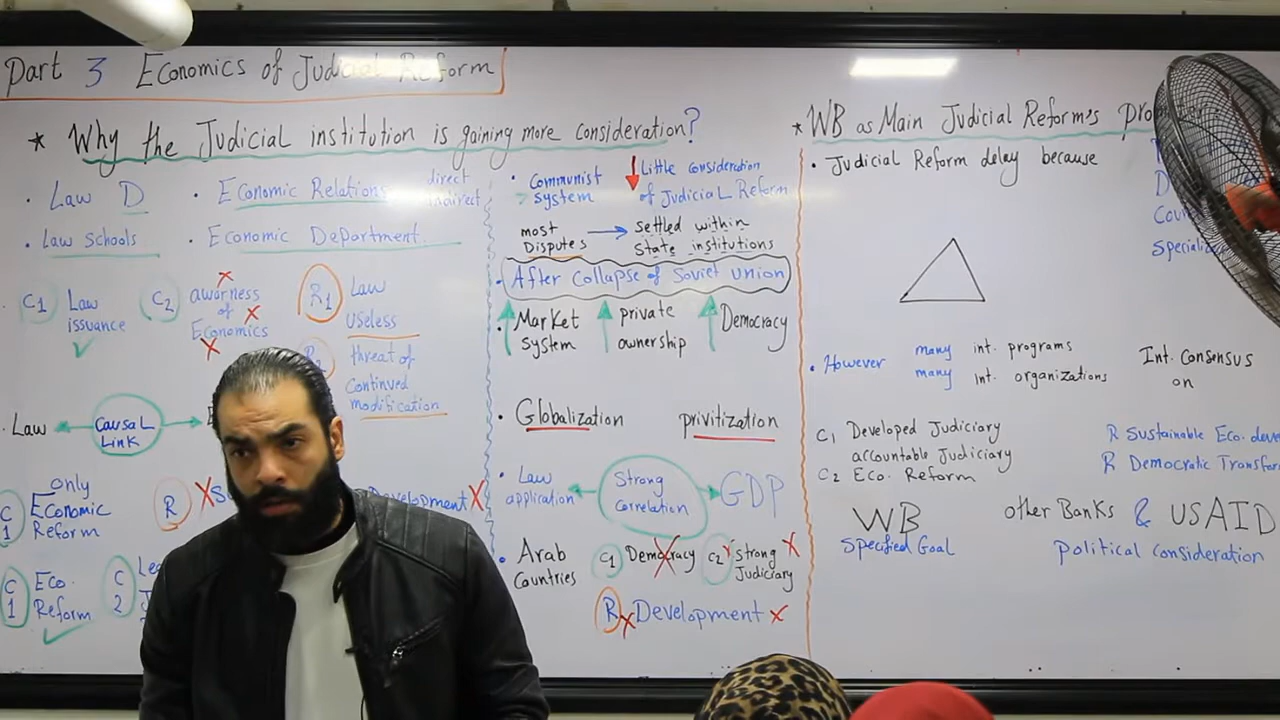 Part 3 Economics of Judicial Reform
* Why the Judicial institution is gaining more consideration?
• Law D • Economic Relations direct
indirect
• Law schools • Economic Department
C1 Law
issuance
C2 awarness
of
Economics
R1 Law
useless
threat of
continued
modification
• Law Causal
Link
C
1 only
Economic
Reform
R Development
C
1 Eco.
Reform
C
2
• Communist
system
Little consideration
of Judicial Reform
most
Disputes settled within
State institutions
• After collapse of Soviet union
• Market
system
private
ownership
Democracy
• Globalization privitization
• Law
application Strong
Correlation GDP
• Arab
Countries C1 Democracy C2 strong
Judiciary
R Development
* WB as Main Judicial Reform's
• Judicial Reform delay because
• However many int. programs
many int. organizations
Int. Consensus
on
C1 Developed Judiciary
accountable Judiciary
C2 Eco. Reform
R Sustainable Eco.
R Democratic
WB
Specified Goal
other Banks & USAID
political consideration